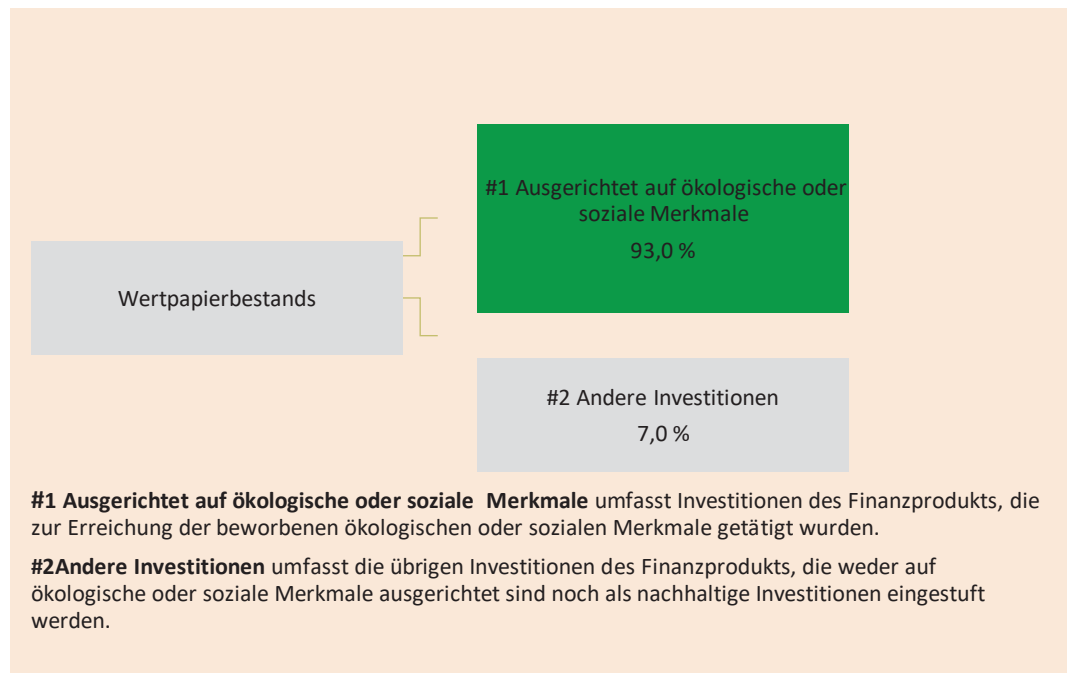 #1 Ausgerichtet auf ökologische oder
soziale Merkmale
93,0 %
Wertpapierbestands
#2 Andere Investitionen
7,0 %
#1 Ausgerichtet auf ökologische oder soziale Merkmale umfasst Investitionen des Finanzprodukts, die
zur Erreichung der beworbenen ökologischen oder sozialen Merkmale getätigt wurden.
#2Andere Investitionen umfasst die übrigen Investitionen des Finanzprodukts, die weder auf
ökologische oder soziale Merkmale ausgerichtet sind noch als nachhaltige Investitionen eingestuft
werden.